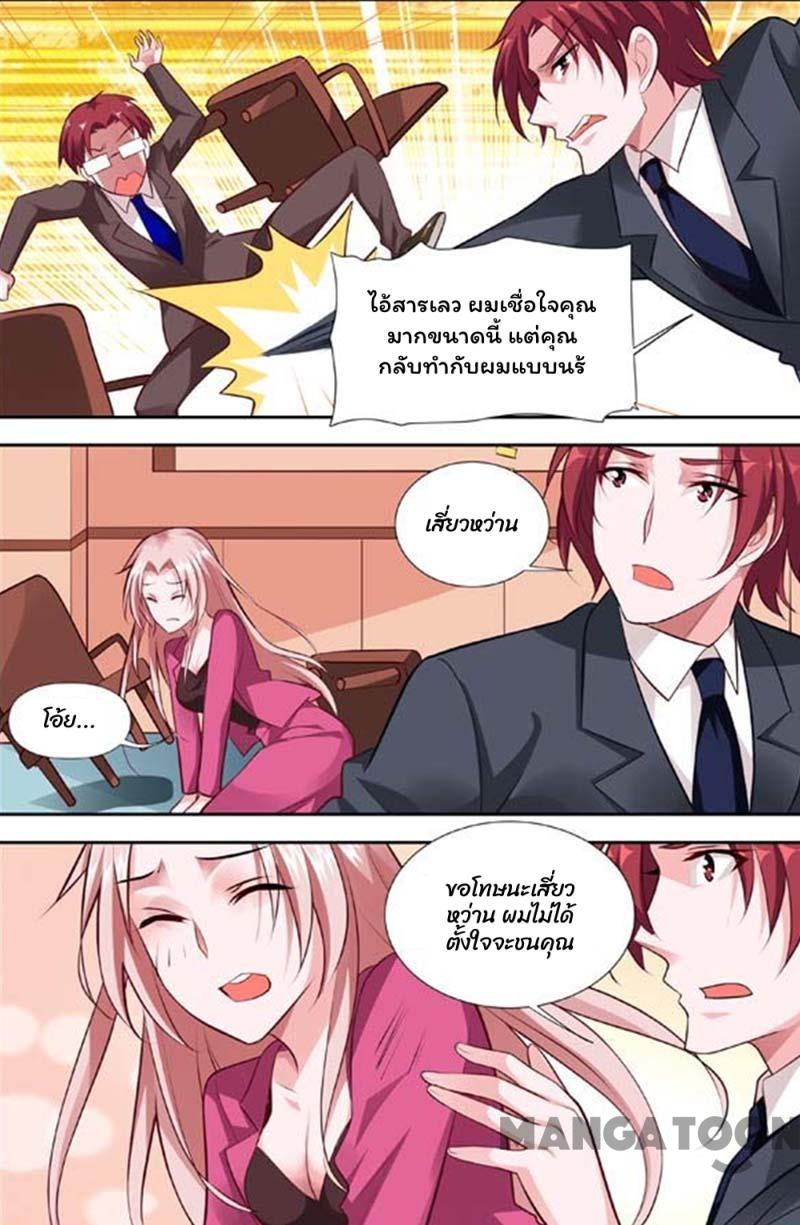 ไอ้สารเลว ผมเชื่อใจคุณ
มากขนาดนี้ แต่คุณ
กลับทำกับผมแบบนร้
เสี่ยวหว่าน
โอ้ย...
ขอโทษนะเสี่ยว
หว่าน ผมไม่ได้
ตั้งใจจะชนคุณ
MANGATOON